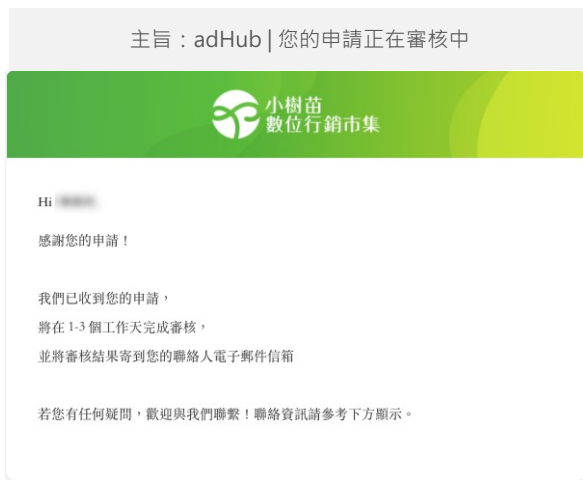 主旨：adHub | 您的申請正在審核中
小樹苗
數位行銷市集
Hi
感謝您的申請！
我們已收到您的申請，
將在 1-3 個工作天完成審核，
並將審核結果寄到您的聯絡人電子郵件信箱
若您有任何疑問，歡迎與我們聯繫！聯絡資訊請參考下方顯示。